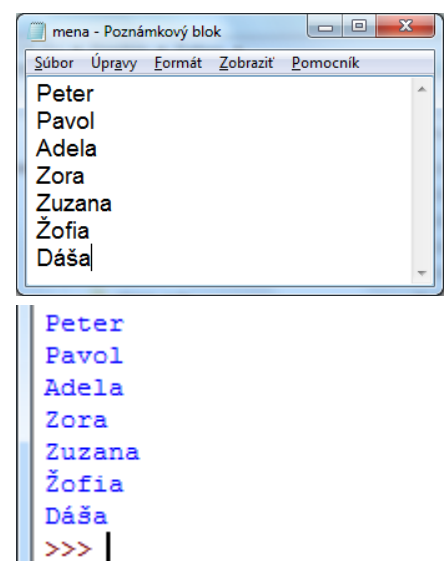 mena - Poznámkový blok
Súbor Úpravy Formát Zobraziť Pomocník
Peter
Pavol
Adela
Zora
Zuzana
Žofia
Dáša
Peter
Pavol
Adela
Zora
Zuzana
Žofia
Dáša
>>>